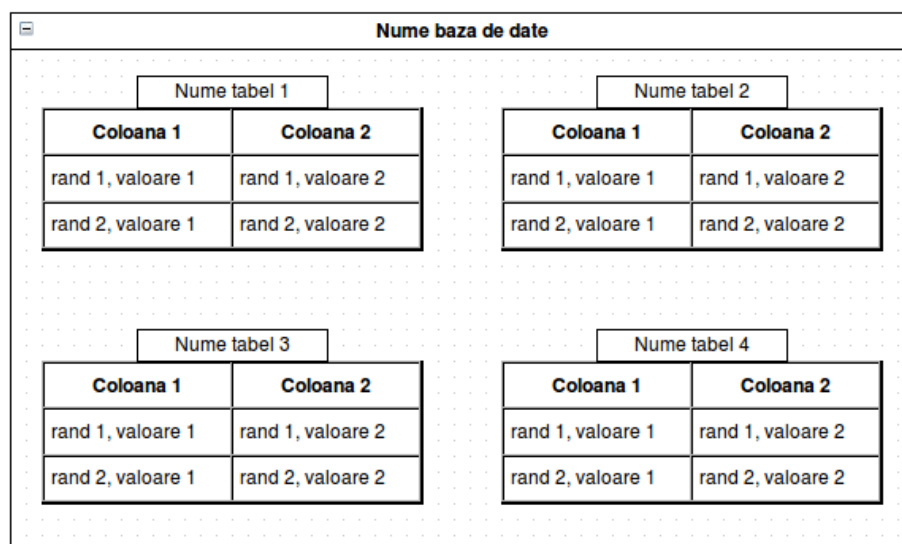 Nume baza de date
Nume tabel 1
Coloana 1 Coloana 2
rand 1, valoare 1 rand 1, valoare 2
rand 2, valoare 1 rand 2, valoare 2
Nume tabel 2
Coloana 1 Coloana 2
rand 1, valoare 1 rand 1, valoare 2
rand 2, valoare 1 rand 2, valoare 2
Nume tabel 3
Coloana 1 Coloana 2
rand 1, valoare 1 rand 1, valoare 2
rand 2, valoare 1 rand 2, valoare 2
Nume tabel 4
Coloana 1 Coloana 2
rand 1, valoare 1 rand 1, valoare 2
rand 2, valoare 1 rand 2, valoare 2